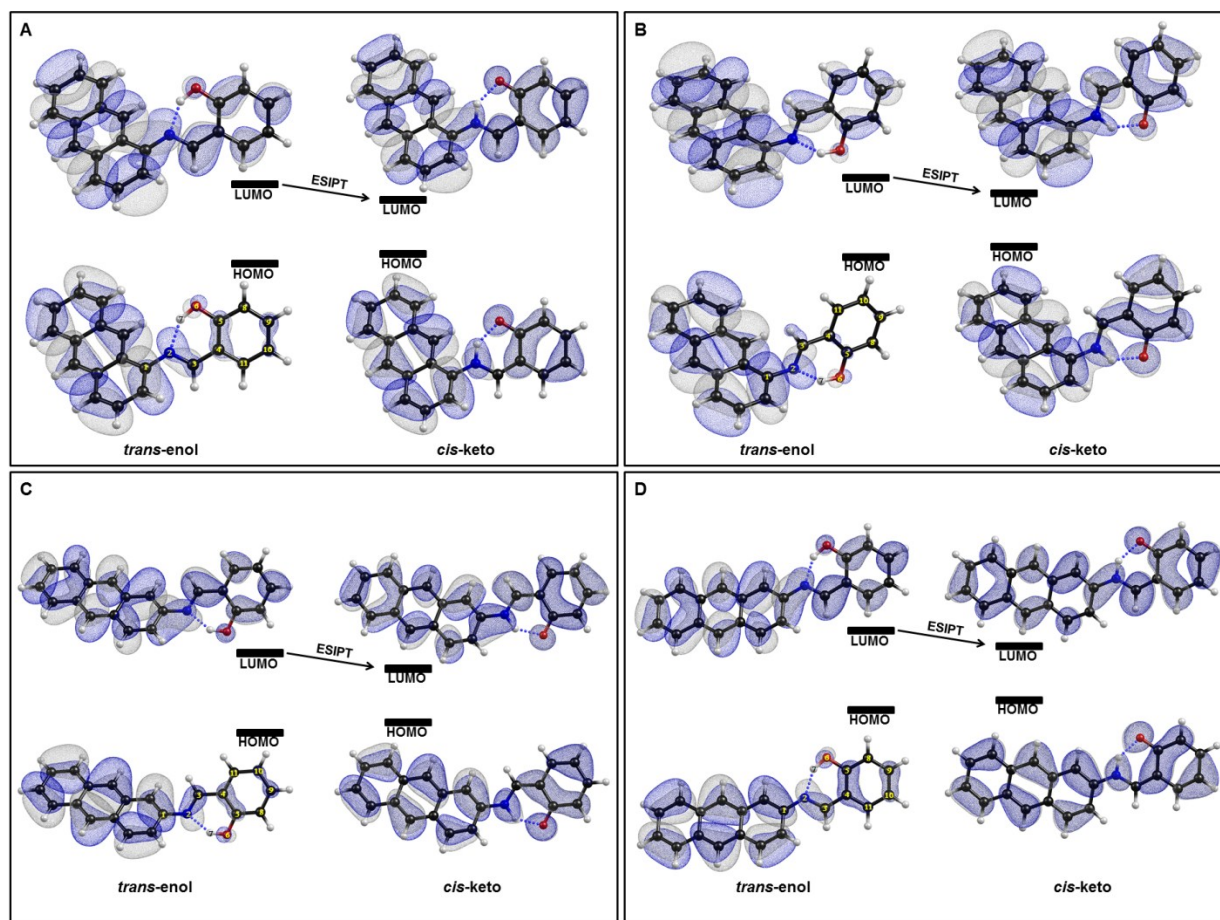 A
ESIPT
LUMO
LUMO
HOMO
HOMO
trans-enol
cis-keto
B
ESIPT
LUMO
LUMO
HOMO
HOMO
trans-enol
cis-keto
C
ESIPT
LUMO
LUMO
HOMO
HOMO
trans-enol
cis-keto
D
ESIPT
LUMO
LUMO
HOMO
HOMO
trans-enol
cis-keto